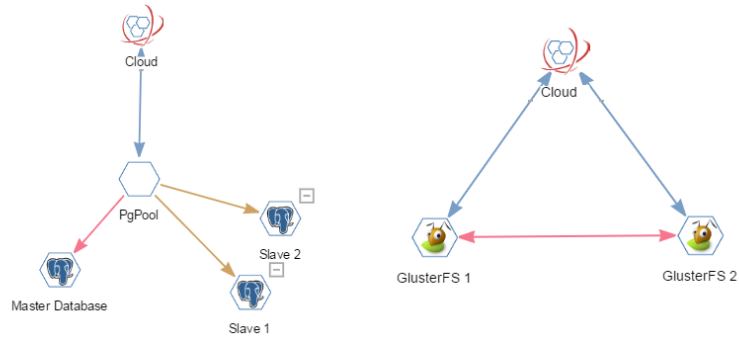 Cloud
PgPool
Slave 2
Master Database
Slave 1
Cloud
GlusterFS 1
GlusterFS 2